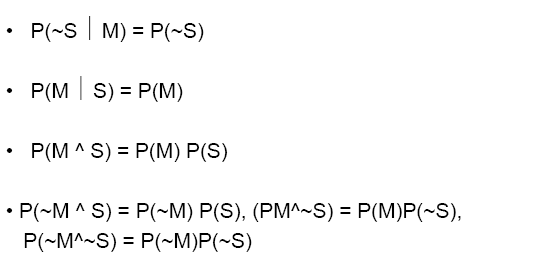 • P(~S | M) = P(~S)
• P(M | S) = P(M)
• P(M ^ S) = P(M) P(S)
• P(~M ^ S) = P(~M) P(S), (PM^~S) = P(M)P(~S),
P(~M^~S) = P(~M)P(~S)